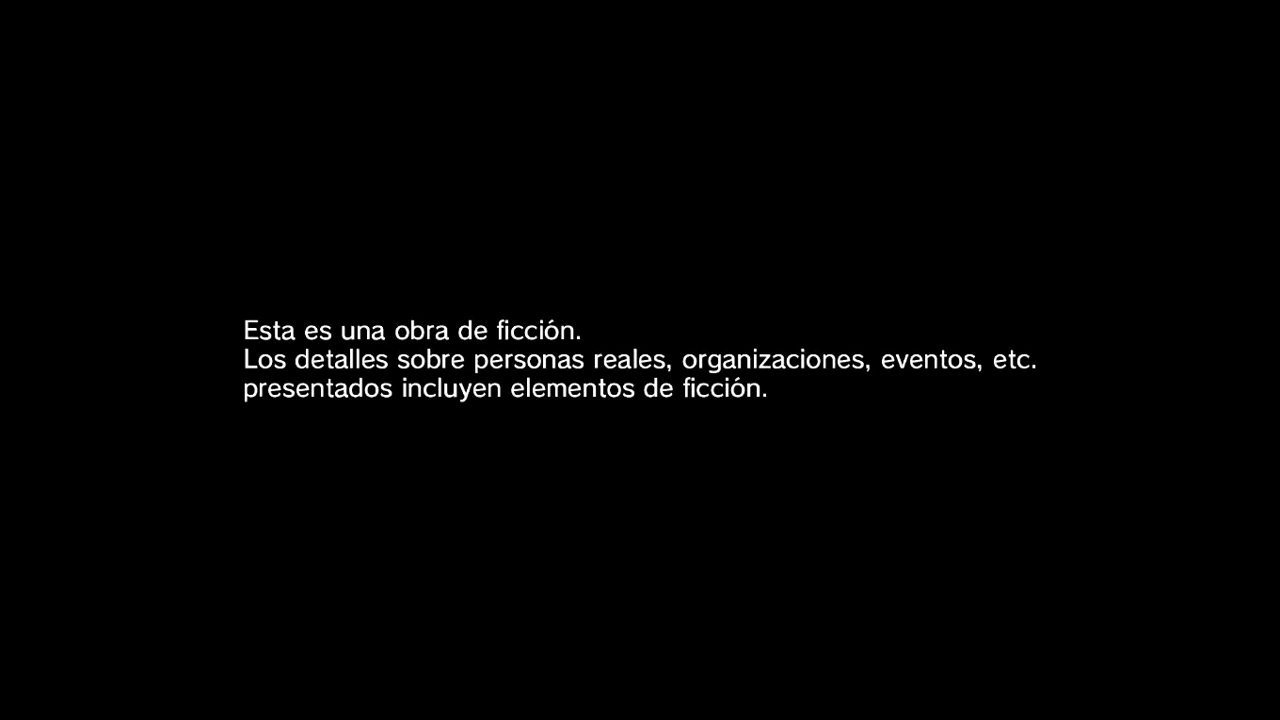 Esta es una obra de ficción.
Los detalles sobre personas reales, organizaciones, eventos, etc.
presentados incluyen elementos de ficción.